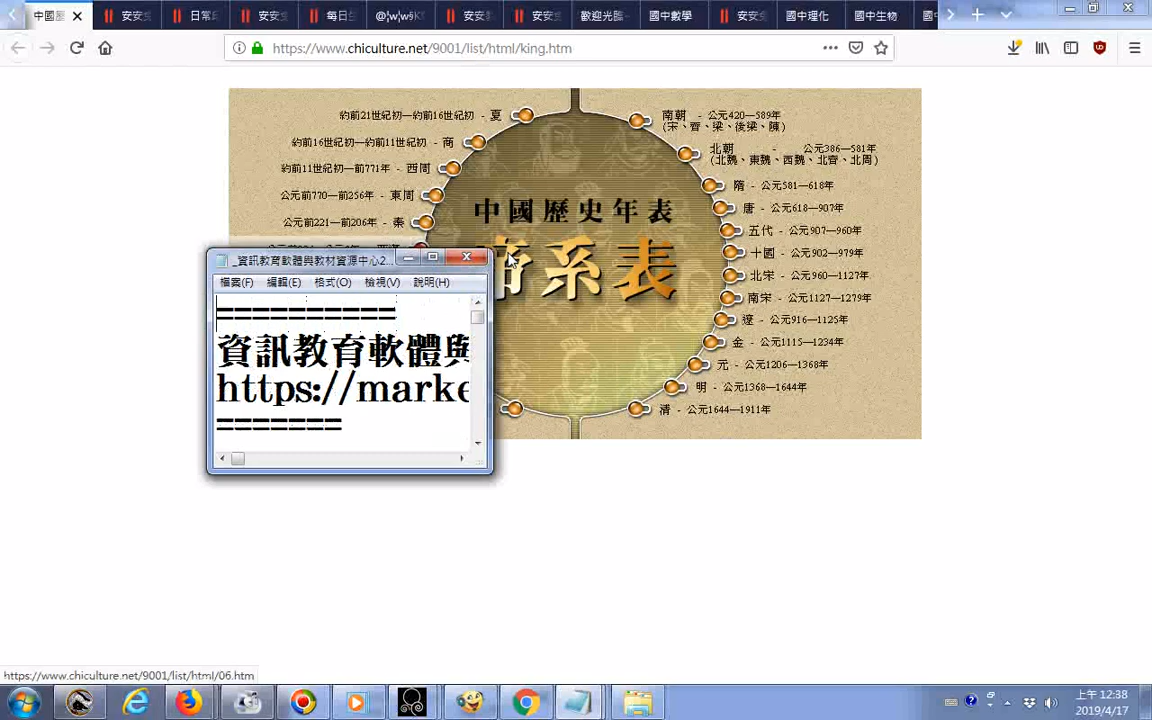 中國歷
安安
日常
安安
每日
@¦w¦w§K
安安
安安
歡迎光臨
國中數學
安安
國中理化
國中生物
國
https://www.chiculture.net/9001/list/html/king.htm
約前21世紀初—約前16世紀初 - 夏
約前16世紀初—約前11世紀初 - 商
約前11世紀初—前771年 - 西周
公元前770—前256年 - 東周
公元前221—前206年 - 秦
中國歷史年表
帝系表
南朝 - 公元420—589年
(宋、齊、梁、後梁、陳)
北朝 - 公元386—581年
(北魏、東魏、西魏、北齊、北周)
隋 - 公元581—618年
唐 - 公元618—907年
五代 - 公元907—960年
十國 - 公元902—979年
北宋 - 公元960—1127年
南宋 - 公元1127—1279年
遼 - 公元916—1125年
金 - 公元1115—1234年
元 - 公元1206—1368年
明 - 公元1368—1644年
清 - 公元1644—1911年
_資訊教育軟體與教材資源中心2...
檔案(F) 編輯(E) 格式(O) 檢視(V) 說明(H)
==========
資訊教育軟體與
https://marke
=======
https://www.chiculture.net/9001/list/html/06.htm
上午 12:38
2019/4/17